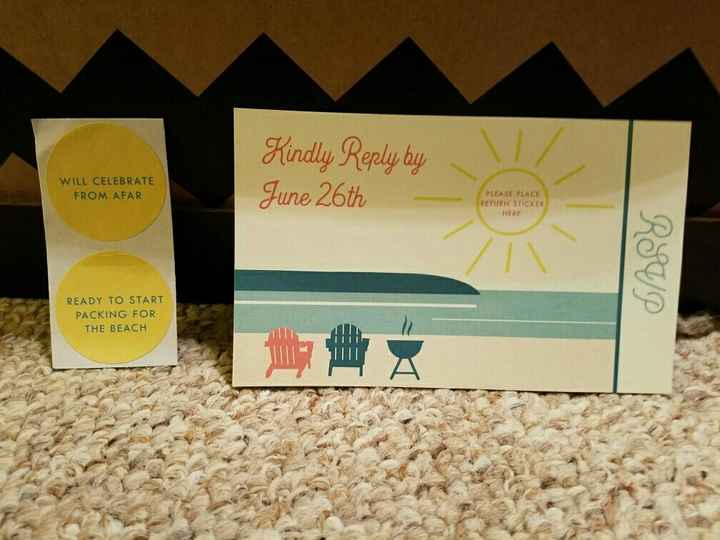 WILL CELEBRATE
FROM AFAR
READY TO START
PACKING FOR
THE BEACH
Kindly Reply by
June 26th
PLEASE PLACE
RETURN STICKER
HERE
RSVP